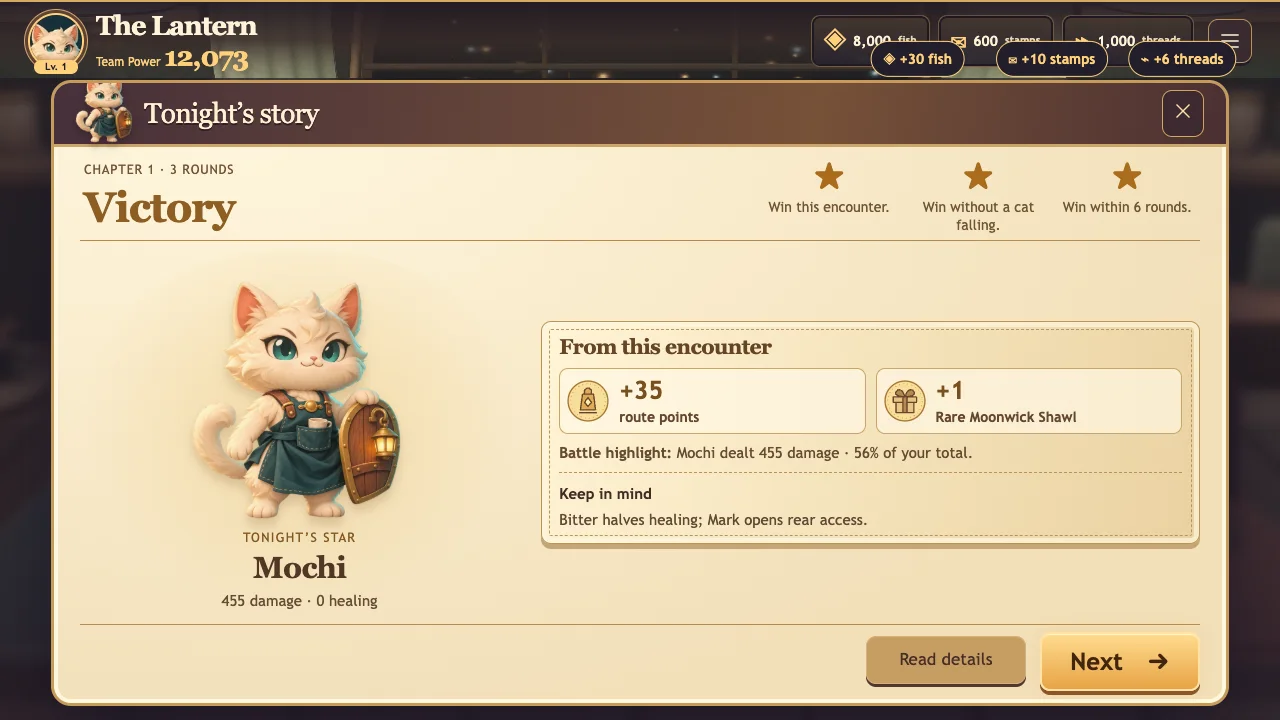 The Lantern
Team Power 12,073
Lv. 1
8,000 fish
600 stamps
1,000 threads
+30 fish
+10 stamps
+6 threads
Tonight's story
CHAPTER 1 · 3 ROUNDS
Victory
Win this encounter.
Win without a cat
falling.
Win within 6 rounds.
From this encounter
+35
route points
+1
Rare Moonwick Shawl
Battle highlight: Mochi dealt 455 damage · 56% of your total.
Keep in mind
Bitter halves healing; Mark opens rear access.
TONIGHT'S STAR
Mochi
455 damage · 0 healing
Read details
Next →